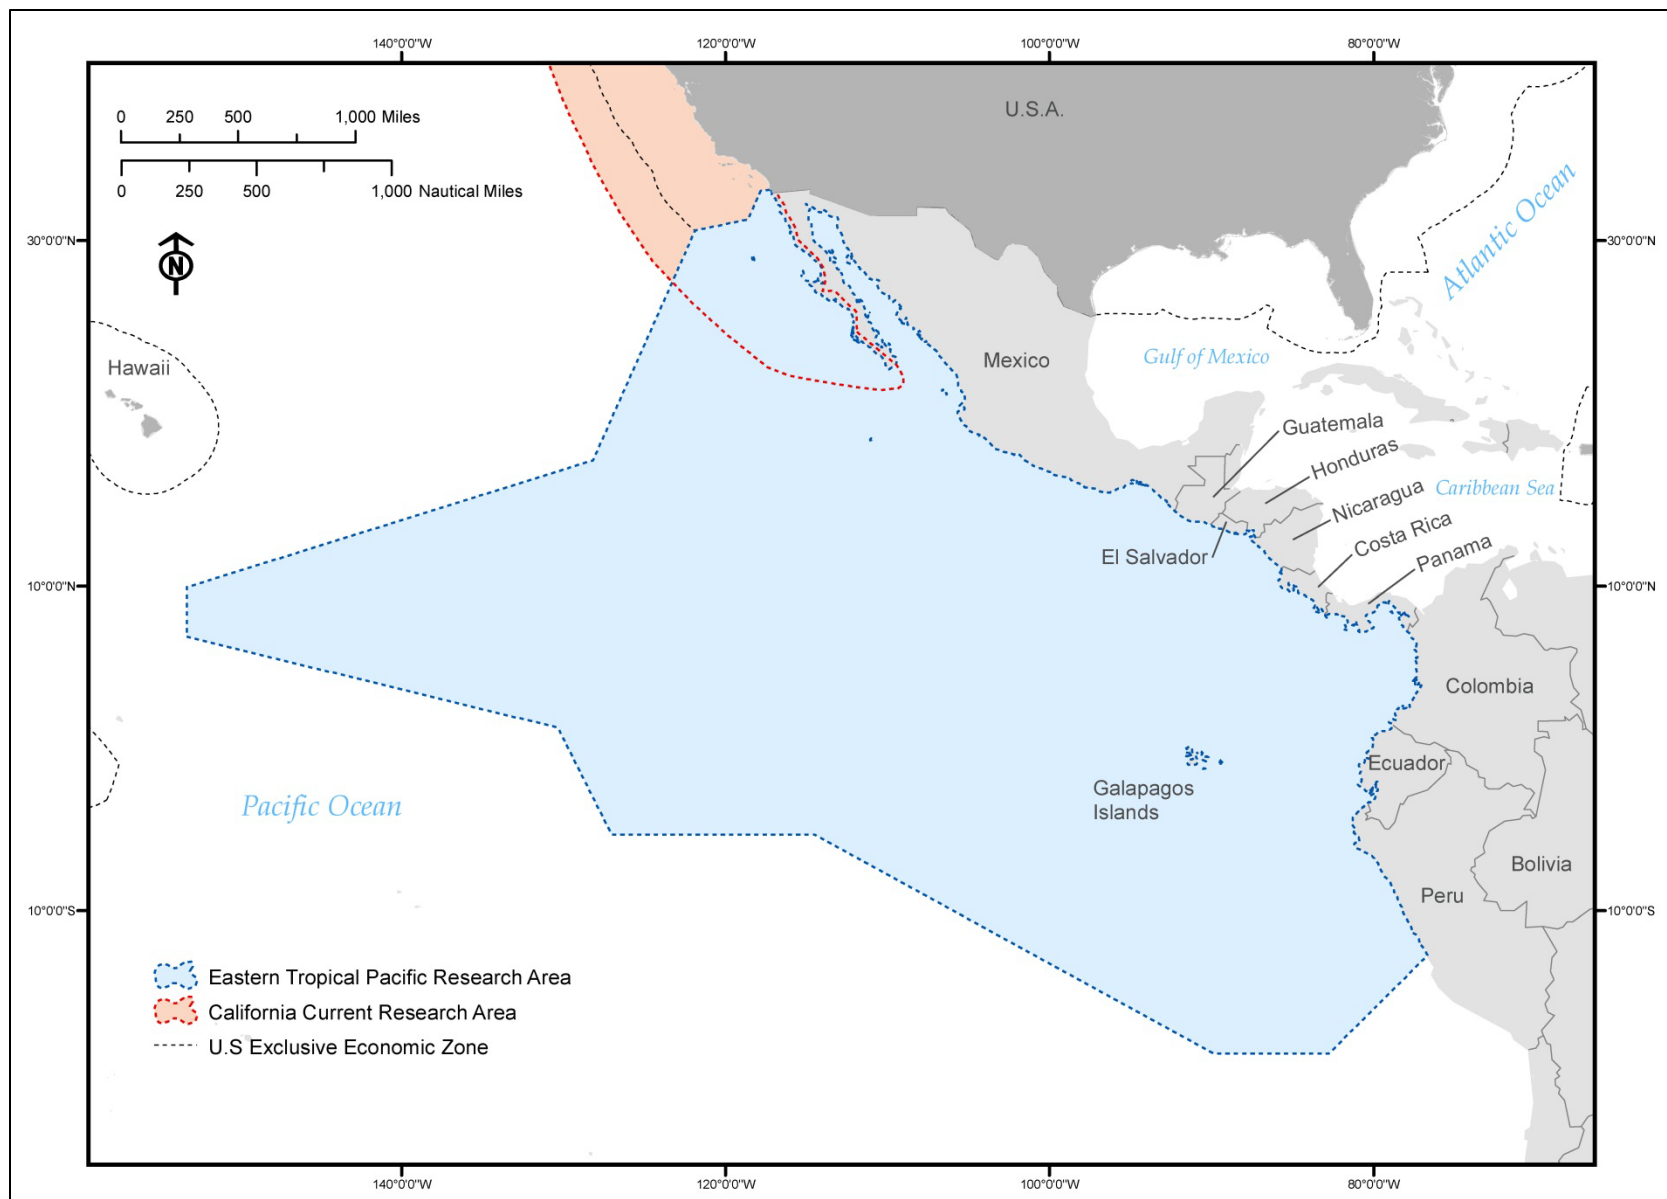 140°0'0"W 120°0'0"W 100°0'0"W 80°0'0"W
0 250 500 1,000 Miles
0 250 500 1,000 Nautical Miles
N
U.S.A.
Atlantic Ocean
30°0'0"N 30°0'0"N
Hawaii
Mexico
Gulf of Mexico
Guatemala
Honduras
Caribbean Sea
Nicaragua
Costa Rica
El Salvador
Panama
10°0'0"N 10°0'0"N
Colombia
Ecuador
Galapagos
Islands
Pacific Ocean
Bolivia
Peru
10°0'0"S 10°0'0"S
Eastern Tropical Pacific Research Area
California Current Research Area
U.S Exclusive Economic Zone
140°0'0"W 120°0'0"W 100°0'0"W 80°0'0"W